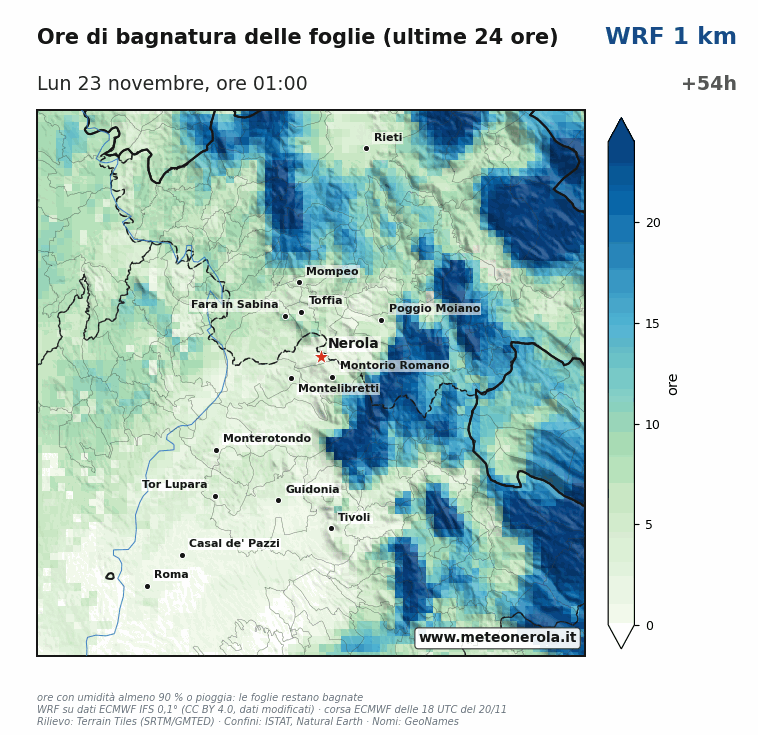 Ore di bagnatura delle foglie (ultime 24 ore)
WRF 1 km
Lun 23 novembre, ore 01:00
+54h
Rieti
Mompeo
Fara in Sabina
Toffia
Poggio Moiano
Nerola
Montorio Romano
Montelibretti
Monterotondo
Tor Lupara
Guidonia
Tivoli
Casal de' Pazzi
Roma
www.meteonerola.it
20
15
10
5
0
ore
ore con umidità almeno 90 % o pioggia: le foglie restano bagnate
WRF su dati ECMWF IFS 0,1° (CC BY 4.0, dati modificati) · corsa ECMWF delle 18 UTC del 20/11
Rilievo: Terrain Tiles (SRTM/GMTED) · Confini: ISTAT, Natural Earth · Nomi: GeoNames